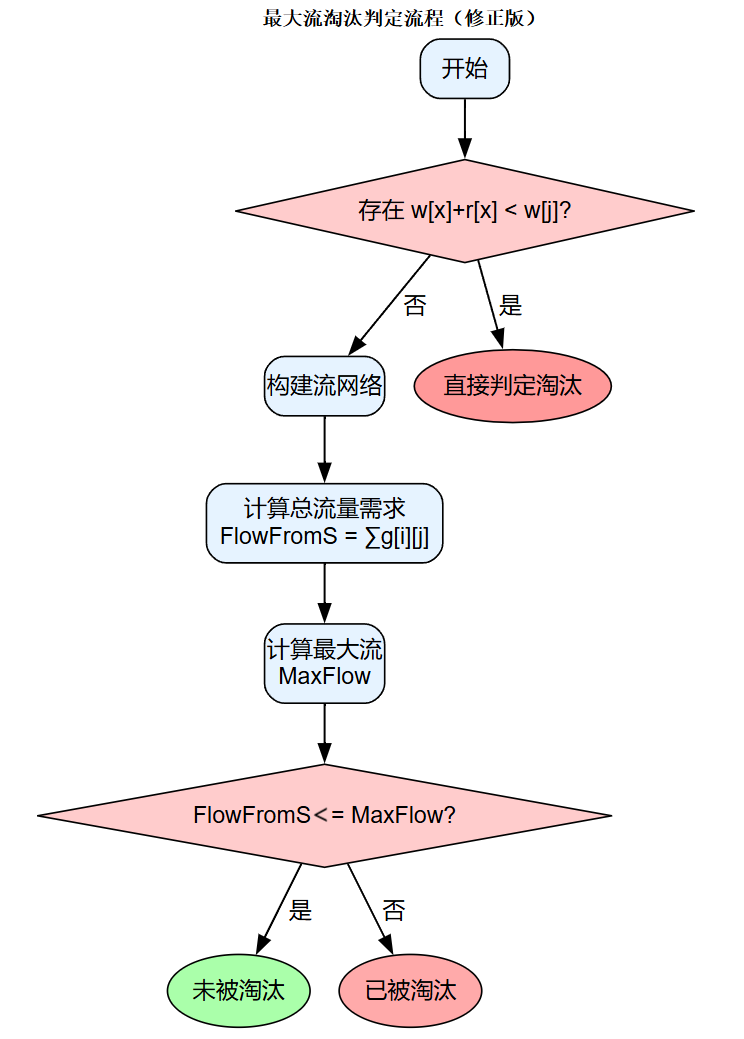 最大流淘汰判定流程（修正版）
开始
存在 w[x]+r[x] < w[j]?
否
是
构建流网络
直接判定淘汰
计算总流量需求
FlowFromS = ∑g[i][j]
计算最大流
MaxFlow
FlowFromS<= MaxFlow?
是
否
未被淘汰
已被淘汰